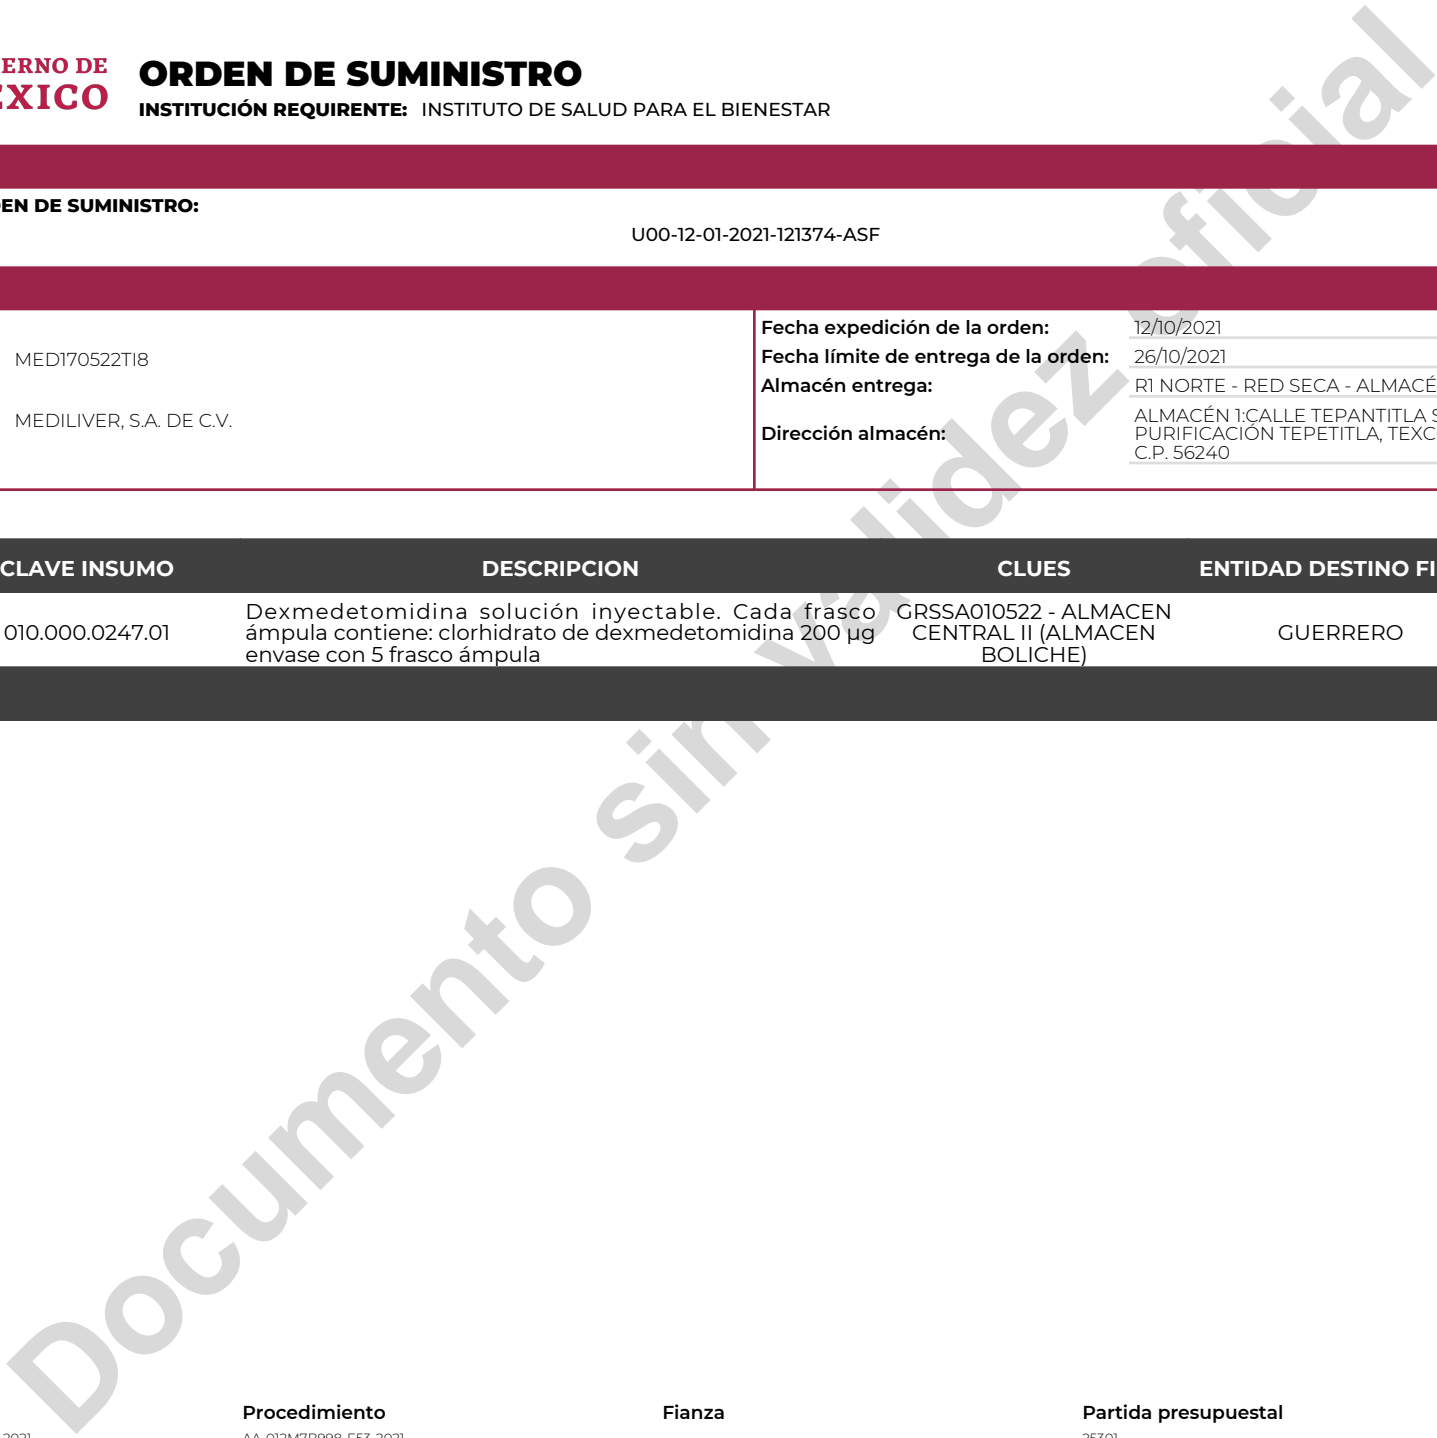 ERNO DE
EXICO
ORDEN DE SUMINISTRO
INSTITUCIÓN REQUIRENTE: INSTITUTO DE SALUD PARA EL BIENESTAR
EN DE SUMINISTRO:
U00-12-01-2021-121374-ASF
MED170522TI8
MEDILIVER, S.A. DE C.V.
Fecha expedición de la orden: 12/10/2021
Fecha límite de entrega de la orden: 26/10/2021
Almacén entrega: R1 NORTE - RED SECA - ALMACÉ
Dirección almacén:
ALMACÉN 1:CALLE TEPANTITLA S
PURIFICACIÓN TEPETITLA, TEXC
C.P. 56240
CLAVE INSUMO DESCRIPCION CLUES ENTIDAD DESTINO FI
010.000.0247.01
Dexmedetomidina solución inyectable. Cada frasco
ámpula contiene: clorhidrato de dexmedetomidina 200 µg
envase con 5 frasco ámpula
GRSSA010522 - ALMACEN
CENTRAL II (ALMACEN
BOLICHE)
GUERRERO
Documento sin validez oficial
Procedimiento Fianza Partida presupuestal